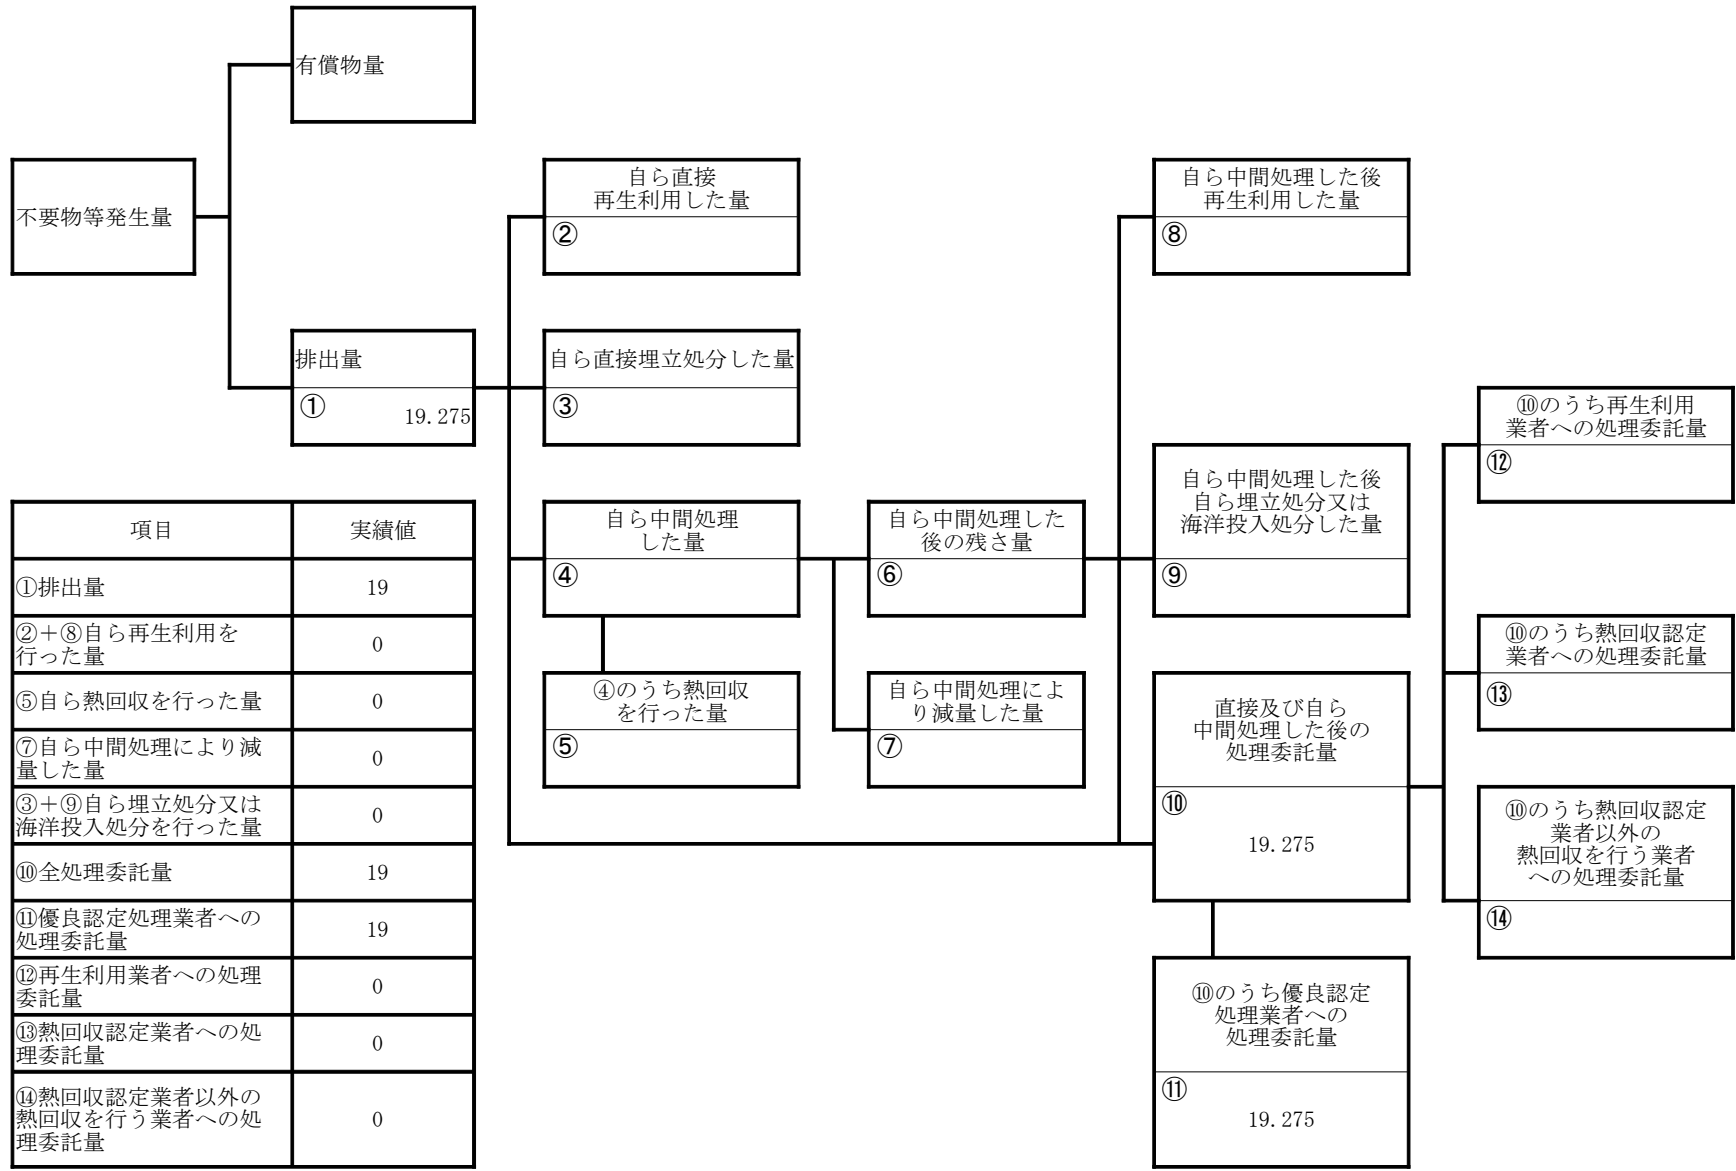 有償物量
不要物等発生量
排出量
①
19.275
自ら直接
再生利用した量
②
自ら直接埋立処分した量
③
自ら中間処理
した量
④
④のうち熱回収
を行った量
⑤
自ら中間処理した
後の残さ量
⑥
自ら中間処理によ
り減量した量
⑦
自ら中間処理した後
再生利用した量
⑧
自ら中間処理した後
自ら埋立処分又は
海洋投入処分した量
⑨
直接及び自ら
中間処理した後の
処理委託量
⑩
19.275
⑩のうち優良認定
処理業者への
処理委託量
⑪
19.275
⑩のうち再生利用
業者への処理委託量
⑫
⑩のうち熱回収認定
業者への処理委託量
⑬
⑩のうち熱回収認定
業者以外の
熱回収を行う業者
への処理委託量
⑭
項目 実績値
①排出量 19
②＋⑧自ら再生利用を
行った量 0
⑤自ら熱回収を行った量 0
⑦自ら中間処理により減
量した量 0
③＋⑨自ら埋立処分又は
海洋投入処分を行った量 0
⑩全処理委託量 19
⑪優良認定処理業者への
処理委託量 19
⑫再生利用業者への処理
委託量 0
⑬熱回収認定業者への処
理委託量 0
⑭熱回収認定業者以外の
熱回収を行う業者への処
理委託量 0